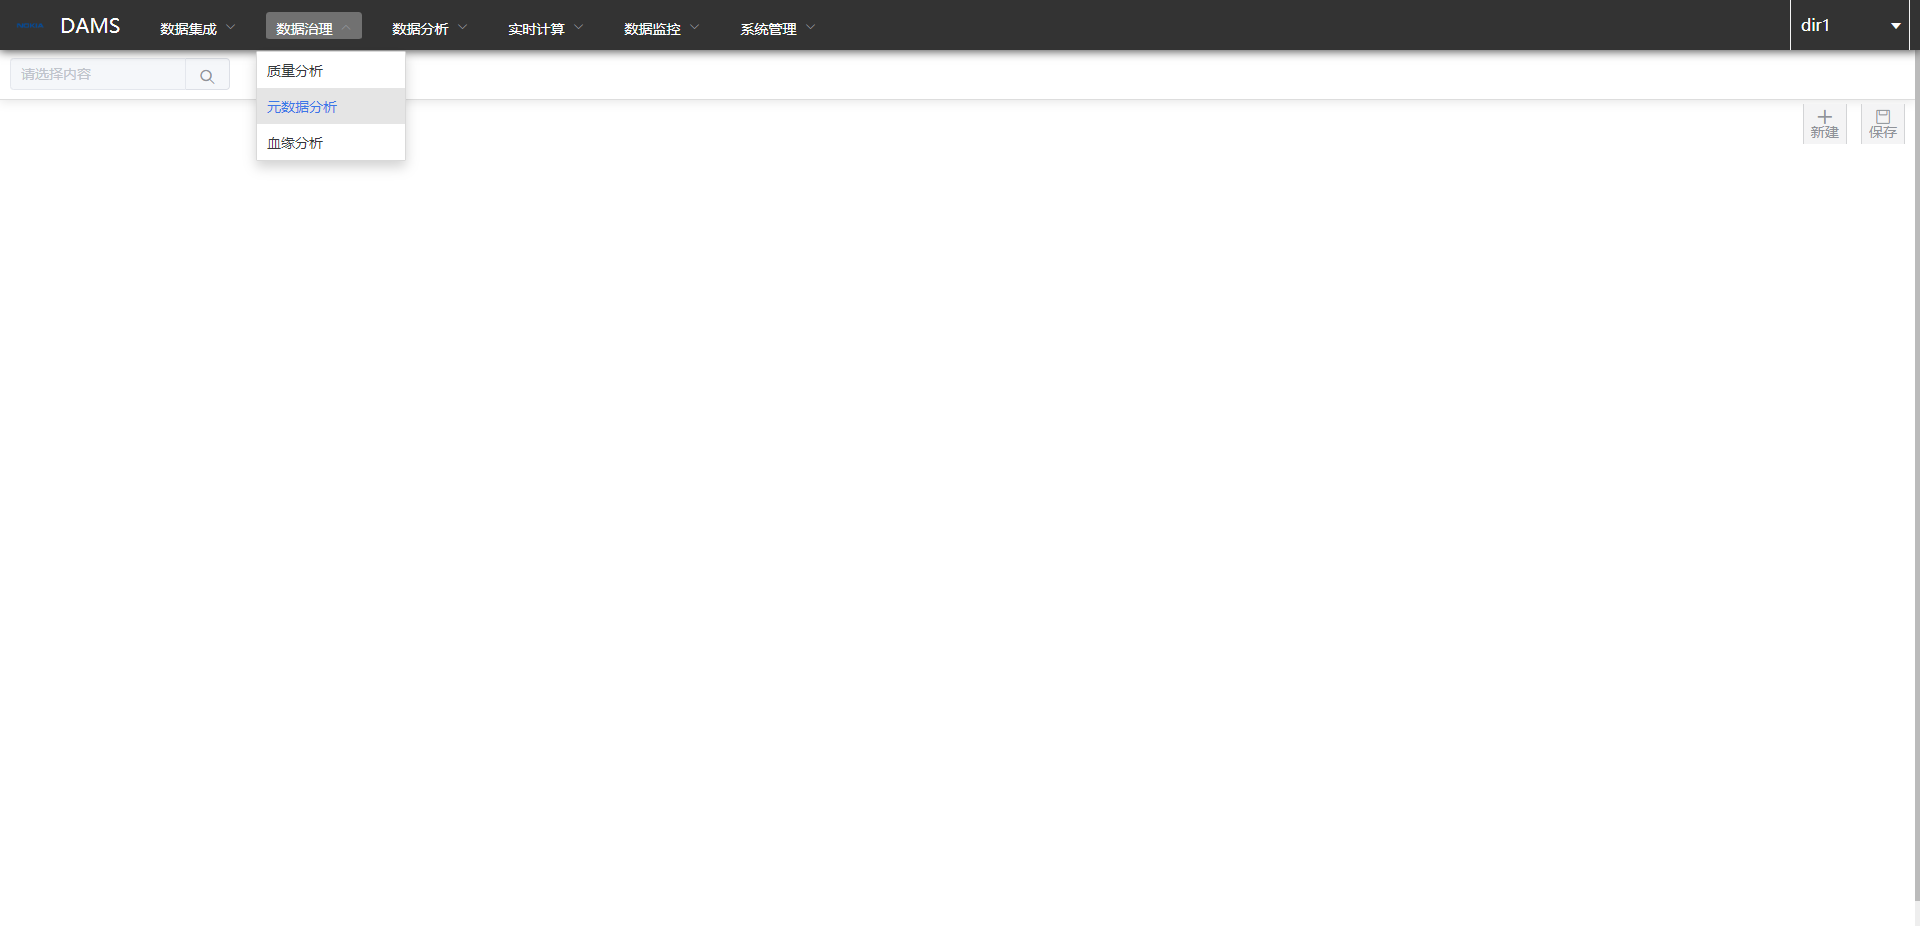 DAMS 数据集成 数据治理 数据分析 实时计算 数据监控 系统管理 dir1
请选择内容
质量分析
元数据分析
血缘分析
新建 保存